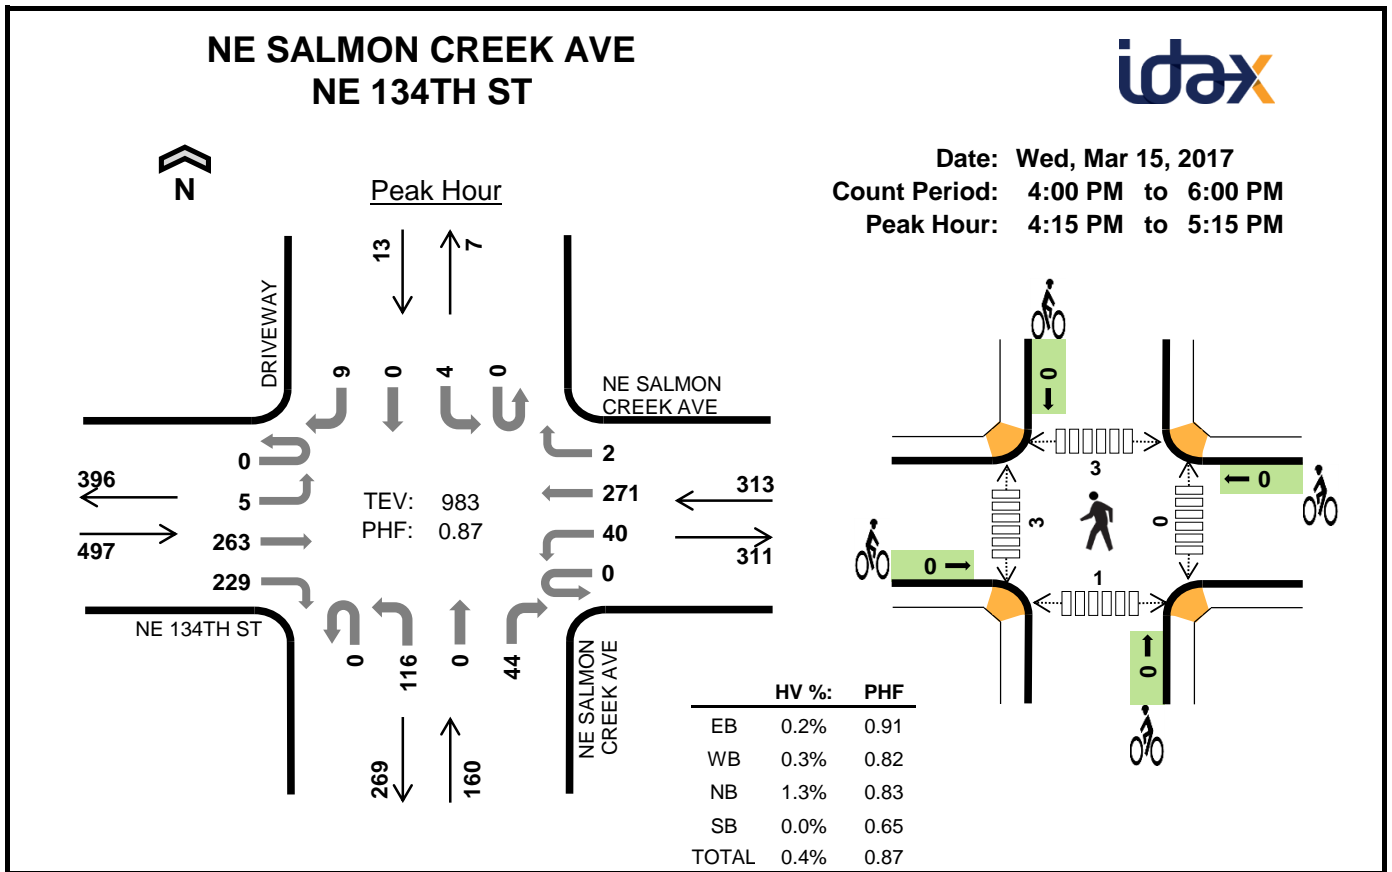 NE SALMON CREEK AVE
NE 134TH ST
idax
N
Peak Hour
Date: Wed, Mar 15, 2017
Count Period: 4:00 PM to 6:00 PM
Peak Hour: 4:15 PM to 5:15 PM
13
7
DRIVEWAY
9
0
4
0
NE SALMON
CREEK AVE
0
5
263
229
396
497
TEV: 983
PHF: 0.87
2
271
40
0
313
311
NE 134TH ST
0
116
0
44
NE SALMON
CREEK AVE
269
160
HV %: PHF
EB 0.2% 0.91
WB 0.3% 0.82
NB 1.3% 0.83
SB 0.0% 0.65
TOTAL 0.4% 0.87
0
3
0
3
0
0
1
0